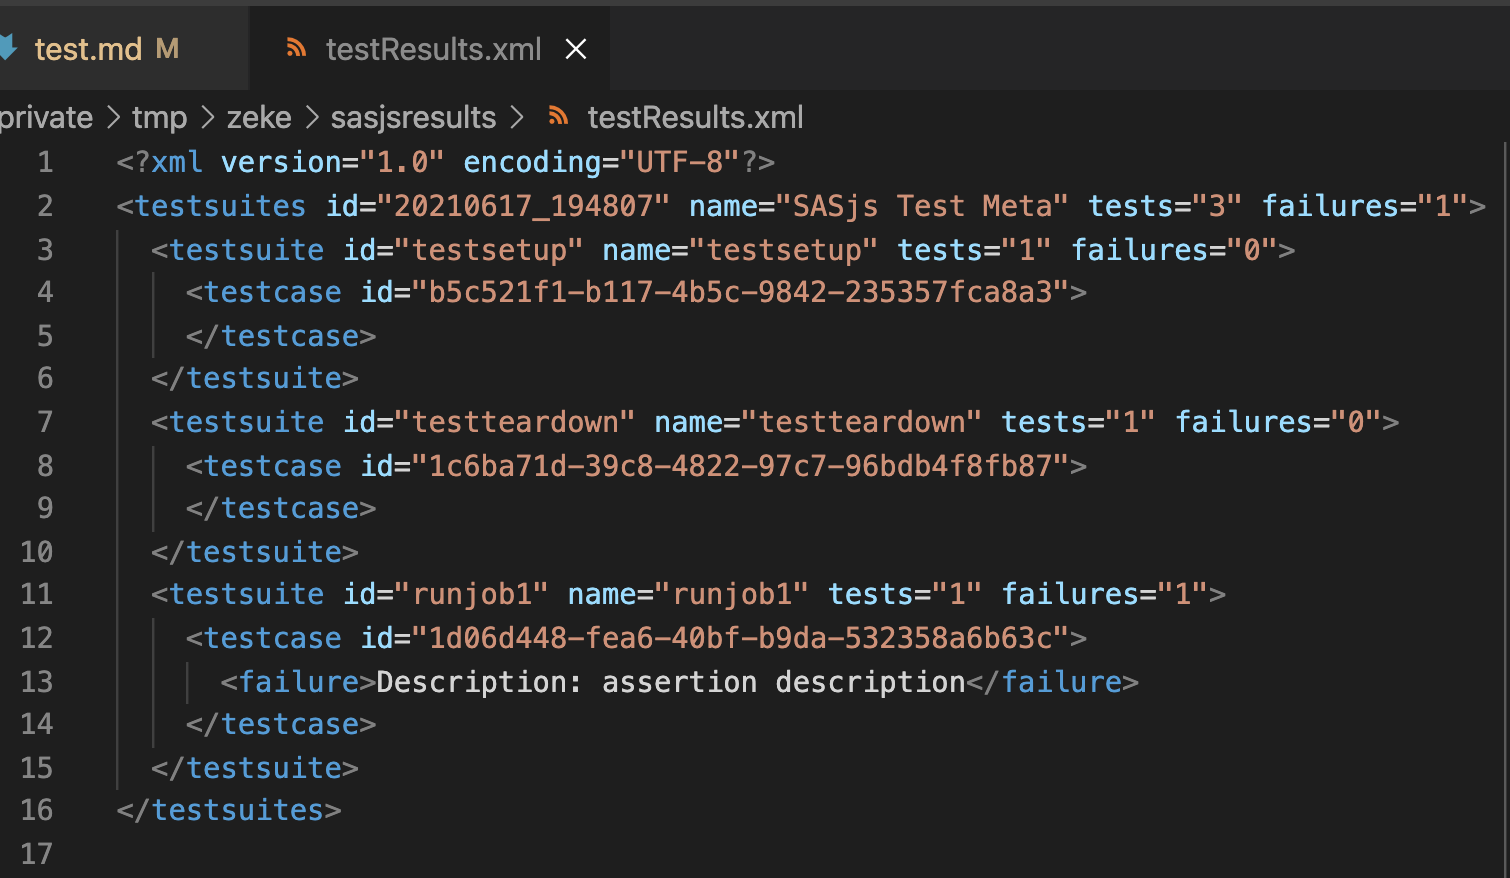 test.md M
testResults.xml
private > tmp > zeke > sasjsresults > testResults.xml
1 <?xml version="1.0" encoding="UTF-8"?>
2 <testsuites id="20210617_194807" name="SASjs Test Meta" tests="3" failures="1">
3 <testsuite id="testsetup" name="testsetup" tests="1" failures="0">
4 <testcase id="b5c521f1-b117-4b5c-9842-235357fca8a3">
5 </testcase>
6 </testsuite>
7 <testsuite id="testteardown" name="testteardown" tests="1" failures="0">
8 <testcase id="1c6ba71d-39c8-4822-97c7-96bdb4f8fb87">
9 </testcase>
10 </testsuite>
11 <testsuite id="runjob1" name="runjob1" tests="1" failures="1">
12 <testcase id="1d06d448-fea6-40bf-b9da-532358a6b63c">
13 <failure>Description: assertion description</failure>
14 </testcase>
15 </testsuite>
16 </testsuites>
17